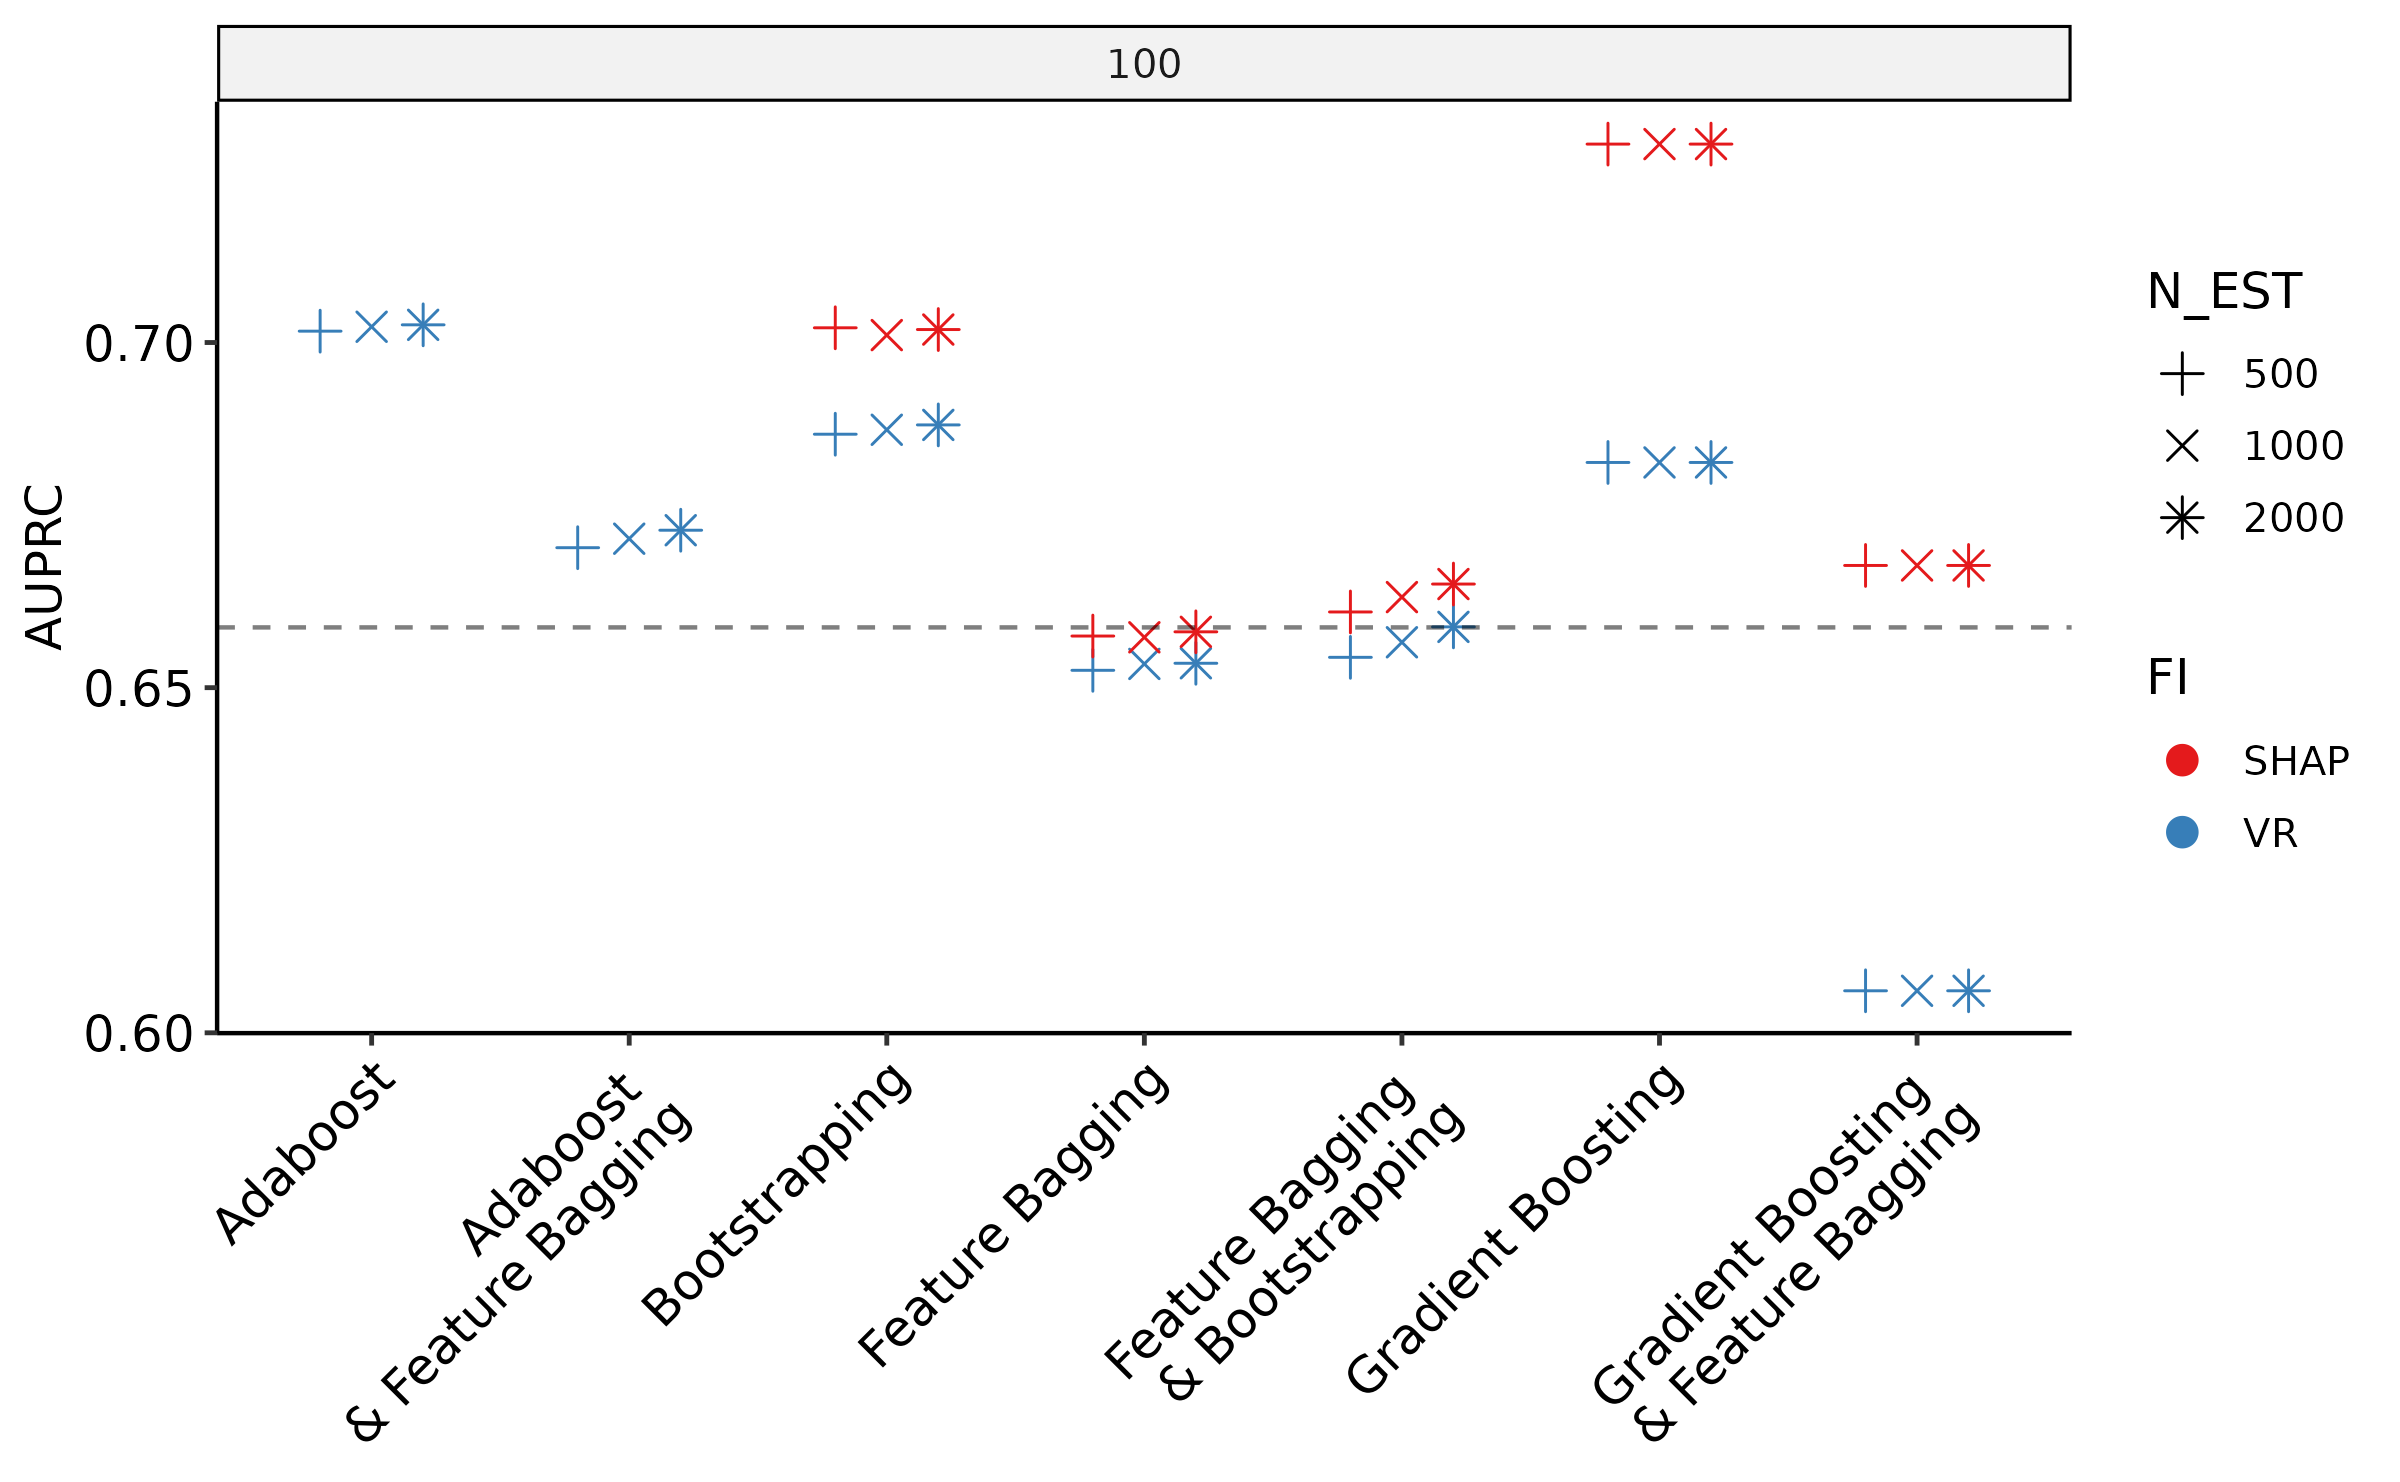 100
AUPRC
0.70
0.65
0.60
Adaboost
Adaboost
& Feature Bagging
Bootstrapping
Feature Bagging
Feature Bagging
& Bootstrapping
Gradient Boosting
Gradient Boosting
& Feature Bagging
N_EST
500
1000
2000
FI
SHAP
VR